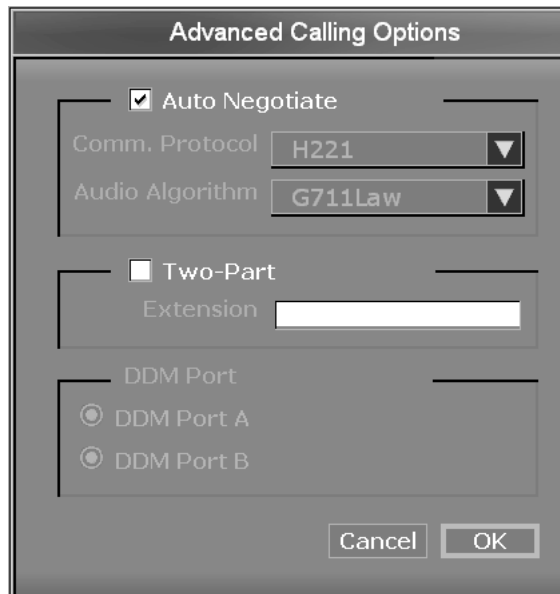 Advanced Calling Options
Auto Negotiate
Comm. Protocol H221
Audio Algorithm G711Law
Two-Part
Extension
DDM Port
DDM Port A
DDM Port B
Cancel OK